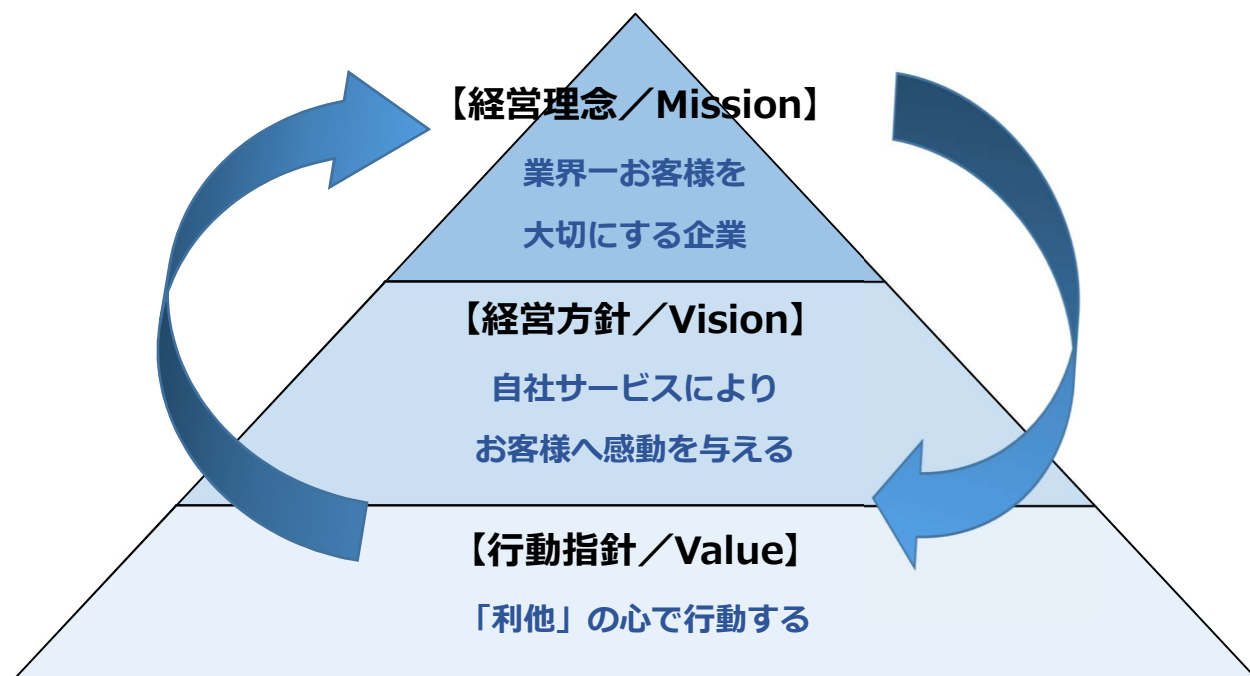 【経営理念／Mission】
業界一お客様を
大切にする企業
【経営方針／Vision】
自社サービスにより
お客様へ感動を与える
【行動指針／Value】
「利他」の心で行動する